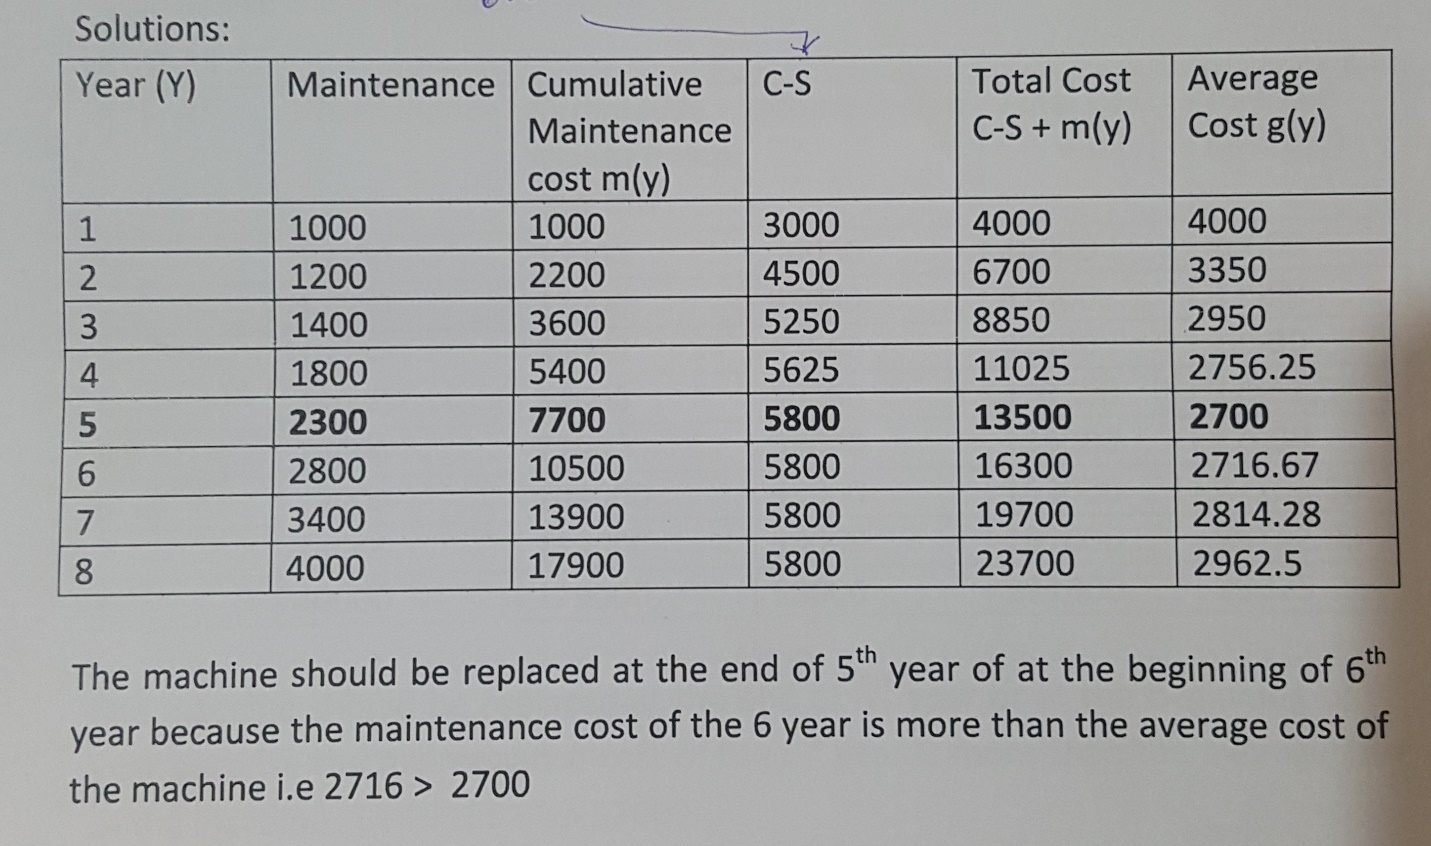 Solutions:
Year (Y) Maintenance Cumulative Maintenance cost m(y) C-S Total Cost C-S + m(y) Average Cost g(y)
1 1000 1000 3000 4000 4000
2 1200 2200 4500 6700 3350
3 1400 3600 5250 8850 2950
4 1800 5400 5625 11025 2756.25
5 2300 7700 5800 13500 2700
6 2800 10500 5800 16300 2716.67
7 3400 13900 5800 19700 2814.28
8 4000 17900 5800 23700 2962.5
The machine should be replaced at the end of 5th year of at the beginning of 6th
year because the maintenance cost of the 6 year is more than the average cost of
the machine i.e 2716 > 2700